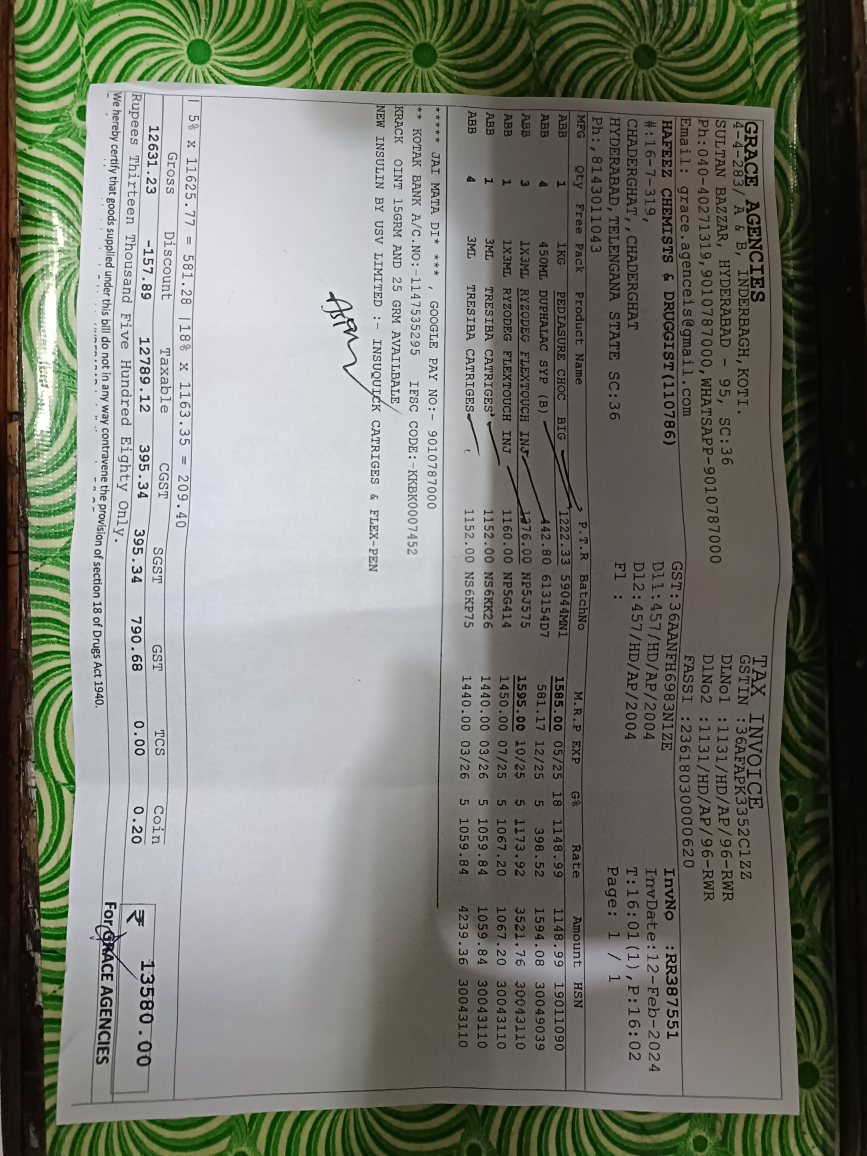 GRACE AGENCIES
4-4-283/ A & B, INDERBAGH, KOTI.
SULTAN BAZZAR, HYDERABAD - 95, SC:36
Ph:040-40271319,9010787000,WHATSAPP-9010787000
Email: grace.agenceis@gmail.com
TAX INVOICE
GSTIN :36AFAPK3352C1ZZ
DLNo1 :1131/HD/AP/96-RWR
DlNo2 :1131/HD/AP/96-RWR
FASSI :23618030000620
HAFEEZ CHEMISTS & DRUGGIST(110786)
#:16-7-319,
CHADERGHAT,,CHADERGHAT
HYDERABAD,TELENGANA STATE SC:36
Ph:,8143011043
GST:36AANFH6983N1ZE
Dl1:457/HD/AP/2004
Dl2:457/HD/AP/2004
Fl :
InvNo :RR387551
InvDate:12-Feb-2024
T:16:01(1),P:16:02
Page: 1 / 1
MFG Qty Free Pack Product Name P.T.R BatchNo M.R.P EXP G% Rate Amount HSN
ABB 1 1KG PEDIASURE CHOC BIG 1222.33 59044MN1 1585.00 05/25 18 1148.99 1148.99 19011090
ABB 4 450ML DUPHALAC SYP (B) 442.80 613154D7 581.17 12/25 5 398.52 1594.08 30049039
ABB 3 1X3ML RYZODEG FLEXTOUCH INJ 1276.00 NP5J575 1595.00 10/25 5 1173.92 3521.76 30043110
ABB 1 1X3ML RYZODEG FLEXTOUCH INJ 1160.00 NP5G414 1450.00 07/25 5 1067.20 1067.20 30043110
ABB 1 3ML TRESIBA CATRIGES 1152.00 NS6KK26 1440.00 03/26 5 1059.84 1059.84 30043110
ABB 4 3ML TRESIBA CATRIGES 1152.00 NS6KP75 1440.00 03/26 5 1059.84 4239.36 30043110
***** JAI MATA DI* *** , GOOGLE PAY NO:- 9010787000
** KOTAK BANK A/C.NO:-1147535295 IFSC CODE:-KKBK0007452
KRACK OINT 15GRM AND 25 GRM AVAILBALE
NEW INSULIN BY USV LIMITED :- INSUQUICK CATRIGES & FLEX-PEN
| 5% x 11625.77 = 581.28 |18% x 1163.35 = 209.40
Gross Discount Taxable CGST SGST GST TCS Coin
12631.23 -157.89 12789.12 395.34 395.34 790.68 0.00 0.20
₹ 13580.00
Rupees Thirteen Thousand Five Hundred Eighty Only.
We hereby certify that goods supplied under this bill do not in any way contravene the provision of section 18 of Drugs Act 1940.
For GRACE AGENCIES